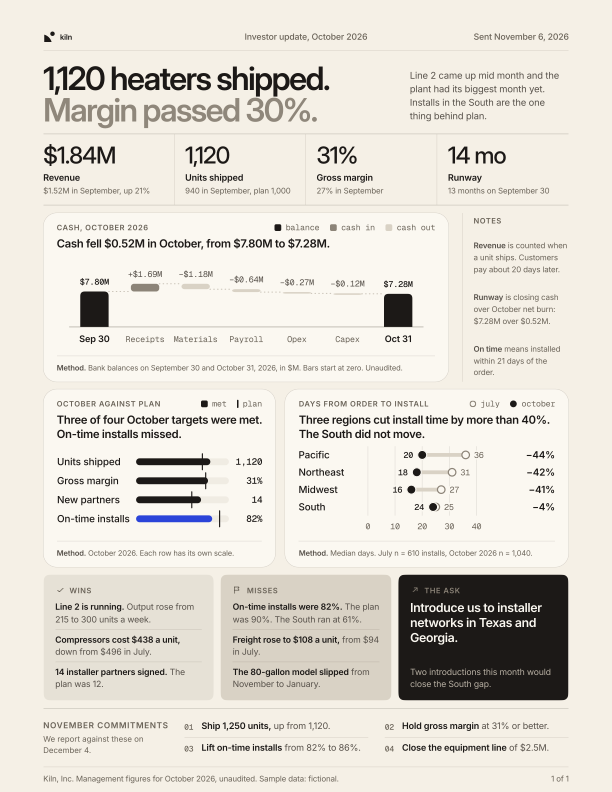 kiln
Investor update, October 2026
Sent November 6, 2026
1,120 heaters shipped.
Margin passed 30%.
Line 2 came up mid month and the
plant had its biggest month yet.
Installs in the South are the one
thing behind plan.
$1.84M
Revenue
$1.52M in September, up 21%
1,120
Units shipped
940 in September, plan 1,000
31%
Gross margin
27% in September
14 mo
Runway
13 months on September 30
CASH, OCTOBER 2026
balance
cash in
cash out
Cash fell $0.52M in October, from $7.80M to $7.28M.
$7.80M
+$1.69M
−$1.18M
−$0.64M
−$0.27M
−$0.12M
$7.28M
Sep 30
Receipts
Materials
Payroll
Opex
Capex
Oct 31
Method. Bank balances on September 30 and October 31, 2026, in $M. Bars start at zero. Unaudited.
NOTES
Revenue is counted when
a unit ships. Customers
pay about 20 days later.
Runway is closing cash
over October net burn:
$7.28M over $0.52M.
On time means installed
within 21 days of the
order.
OCTOBER AGAINST PLAN
met
plan
Three of four October targets were met.
On-time installs missed.
Units shipped
1,120
Gross margin
31%
New partners
14
On-time installs
82%
Method. October 2026. Each row has its own scale.
DAYS FROM ORDER TO INSTALL
july
october
Three regions cut install time by more than 40%.
The South did not move.
Pacific
20
36
−44%
Northeast
18
31
−42%
Midwest
16
27
−41%
South
24
25
−4%
0
10
20
30
40
Method. Median days. July n = 610 installs, October 2026 n = 1,040.
WINS
Line 2 is running. Output rose from
215 to 300 units a week.
Compressors cost $438 a unit,
down from $496 in July.
14 installer partners signed. The
plan was 12.
MISSES
On-time installs were 82%. The plan
was 90%. The South ran at 61%.
Freight rose to $108 a unit, from $94
in July.
The 80-gallon model slipped from
November to January.
THE ASK
Introduce us to installer
networks in Texas and
Georgia.
Two introductions this month would
close the South gap.
NOVEMBER COMMITMENTS
We report against these on
December 4.
01 Ship 1,250 units, up from 1,120.
02 Hold gross margin at 31% or better.
03 Lift on-time installs from 82% to 86%.
04 Close the equipment line of $2.5M.
Kiln, Inc. Management figures for October 2026, unaudited. Sample data: fictional.
1 of 1